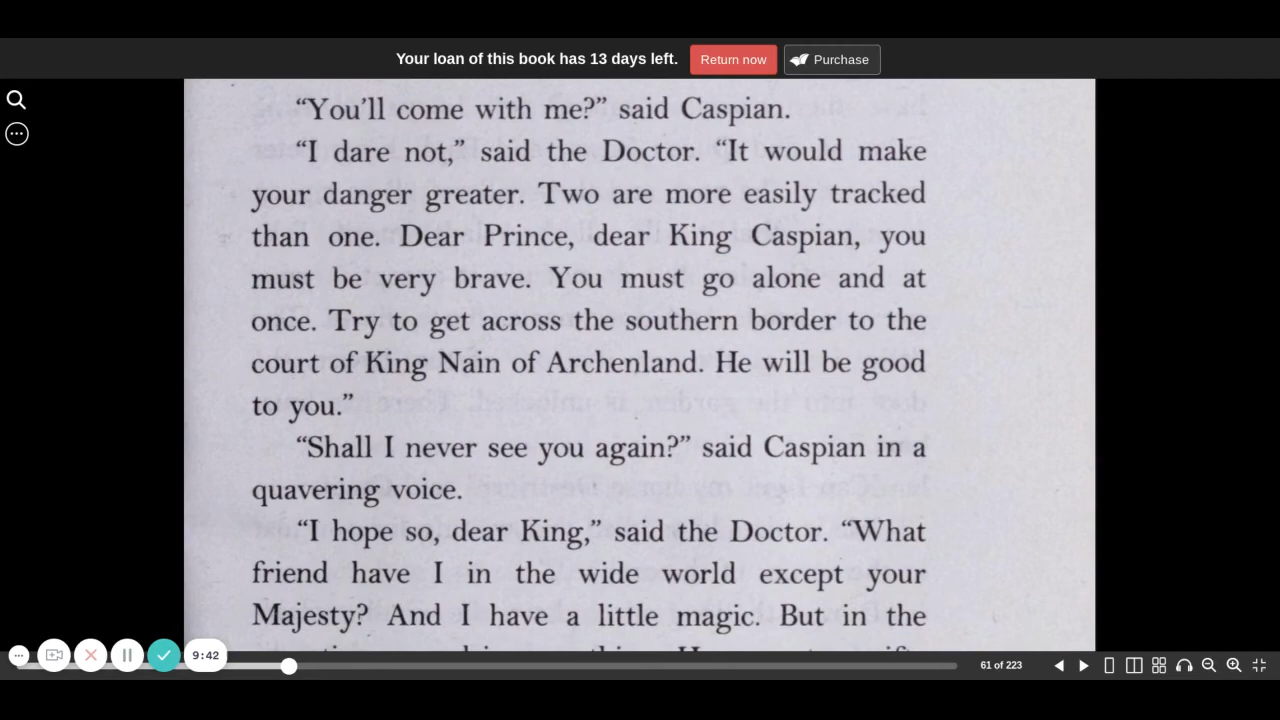 Your loan of this book has 13 days left. Return now Purchase
“You’ll come with me?” said Caspian.
“I dare not,” said the Doctor. “It would make
your danger greater. Two are more easily tracked
than one. Dear Prince, dear King Caspian, you
must be very brave. You must go alone and at
once. Try to get across the southern border to the
court of King Nain of Archenland. He will be good
to you.”
“Shall I never see you again?” said Caspian in a
quavering voice.
“I hope so, dear King,” said the Doctor. “What
friend have I in the wide world except your
Majesty? And I have a little magic. But in the
9:42
61 of 223